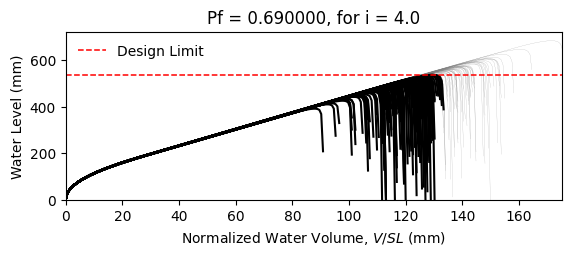 Pf = 0.690000, for i = 4.0
Design Limit
Water Level (mm)
600
400
200
0
0 20 40 60 80 100 120 140 160
Normalized Water Volume, V/SL (mm)